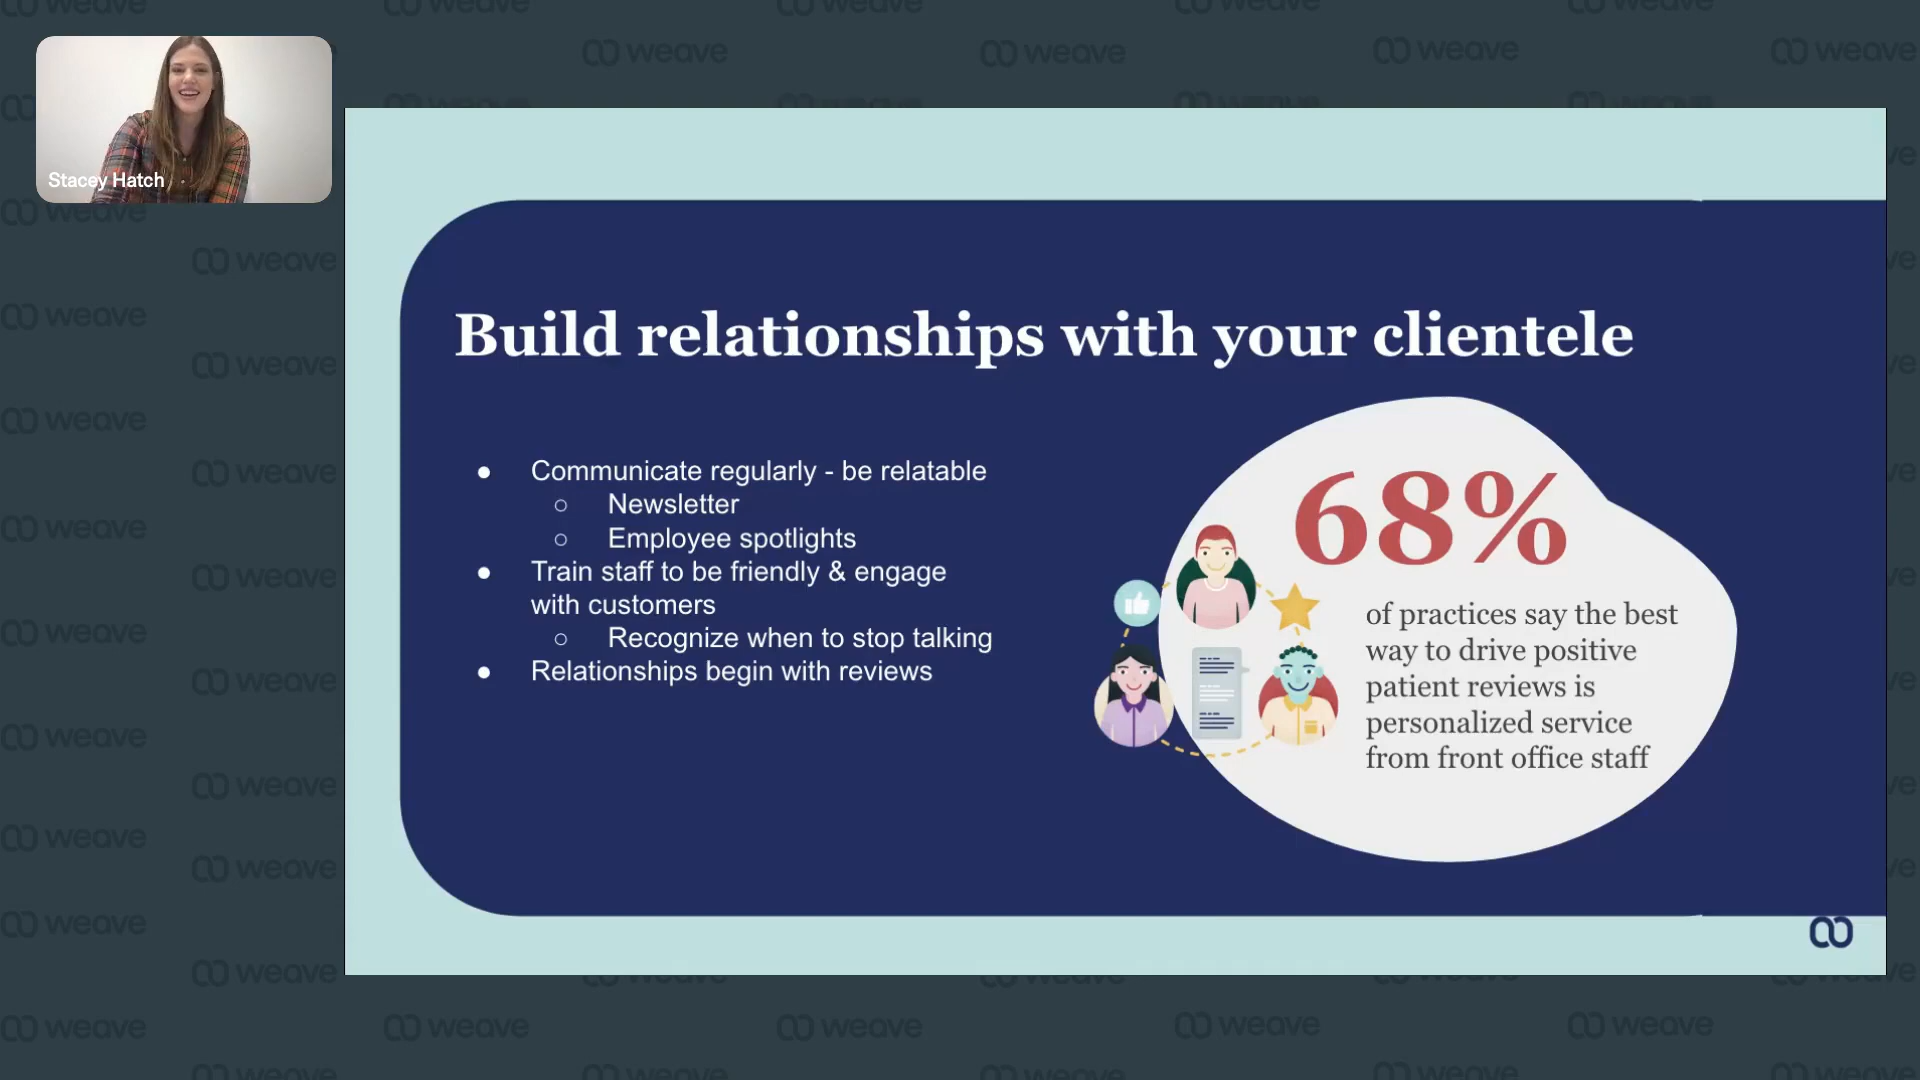 Stacey Hatch
Build relationships with your clientele
● Communicate regularly - be relatable
○ Newsletter
○ Employee spotlights
● Train staff to be friendly & engage
with customers
○ Recognize when to stop talking
● Relationships begin with reviews
68%
of practices say the best
way to drive positive
patient reviews is
personalized service
from front office staff
weave